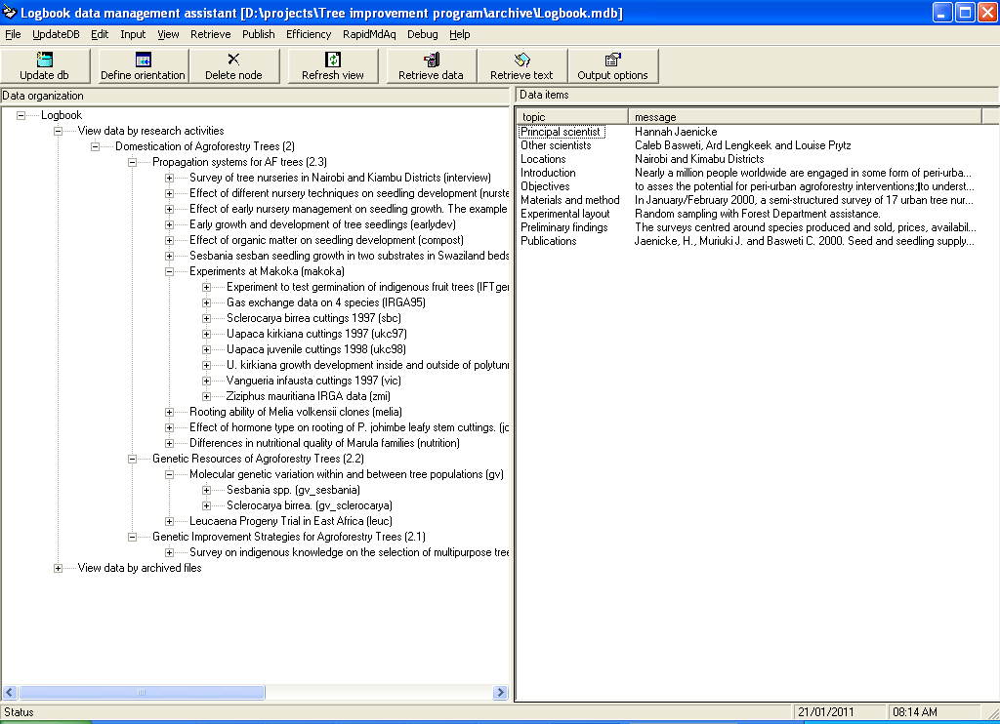 Logbook data management assistant [D:\projects\Tree improvement program\archive\Logbook.mdb]
File UpdateDB Edit Input View Retrieve Publish Efficiency RapidMdAq Debug Help
Update db Define orientation Delete node Refresh view Retrieve data Retrieve text Output options
Data organization
Logbook
View data by research activities
Domestication of Agroforestry Trees (2)
Propagation systems for AF trees (2.3)
Survey of tree nurseries in Nairobi and Kiambu Districts (interview)
Effect of different nursery techniques on seedling development (nurste
Effect of early nursery management on seedling growth. The example
Early growth and development of tree seedlings (earlydev)
Effect of organic matter on seedling development (compost)
Sesbania sesban seedling growth in two substrates in Swaziland beds
Experiments at Makoka (makoka)
Experiment to test germination of indigenous fruit trees (IFTger
Gas exchange data on 4 species (IRGA95)
Sclerocarya birrea cuttings 1997 (sbc)
Uapaca kirkiana cuttings 1997 (ukc97)
Uapaca juvenile cuttings 1998 (ukc98)
U. kirkiana growth development inside and outside of polytunn
Vangueria infausta cuttings 1997 (vic)
Ziziphus mauritiana IRGA data (zmi)
Rooting ability of Melia volkensii clones (melia)
Effect of hormone type on rooting of P. johimbe leafy stem cuttings. (jo
Differences in nutritional quality of Marula families (nutrition)
Genetic Resources of Agroforestry Trees (2.2)
Molecular genetic variation within and between tree populations (gv)
Sesbania spp. (gv_sesbania)
Sclerocarya birrea. (gv_sclerocarya)
Leucaena Progeny Trial in East Africa (leuc)
Genetic Improvement Strategies for Agroforestry Trees (2.1)
Survey on indigenous knowledge on the selection of multipurpose tree
View data by archived files
Data items
topic message
Principal scientist Hannah Jaenicke
Other scientists Caleb Basweti, Ard Lengkeek and Louise Prytz
Locations Nairobi and Kimabu Districts
Introduction Nearly a million people worldwide are engaged in some form of peri-urba...
Objectives to asses the potential for peri-urban agroforestry interventions;to underst...
Materials and method In January/February 2000, a semi-structured survey of 17 urban tree nur...
Experimental layout Random sampling with Forest Department assistance.
Preliminary findings The surveys centred around species produced and sold, prices, availabil...
Publications Jaenicke, H., Muriuki J. and Basweti C. 2000. Seed and seedling supply...
Status 21/01/2011 08:14 AM